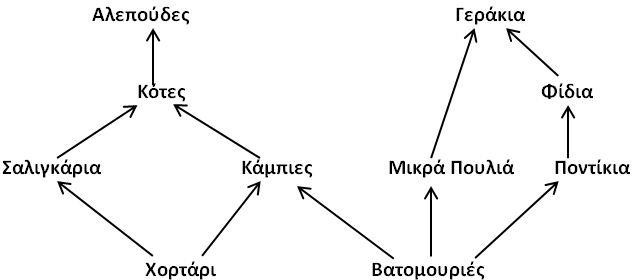 Αλεπούδες Γεράκια
Κότες Φίδια
Σαλιγκάρια Κάμπιες Μικρά Πουλιά Ποντίκια
Χορτάρι Βατομουριές